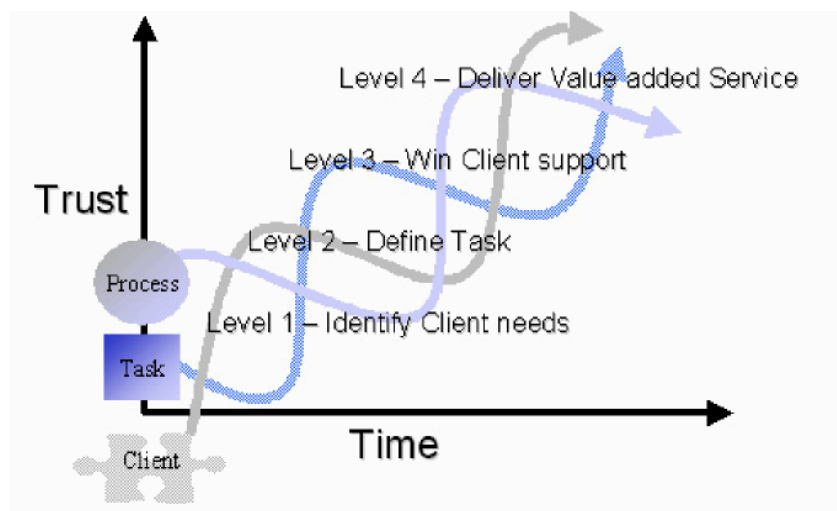 Level 4 – Deliver Value added Service
Level 3 – Win Client support
Trust
Level 2 – Define Task
Process
Level 1 – Identify Client needs
Task
Time
Client